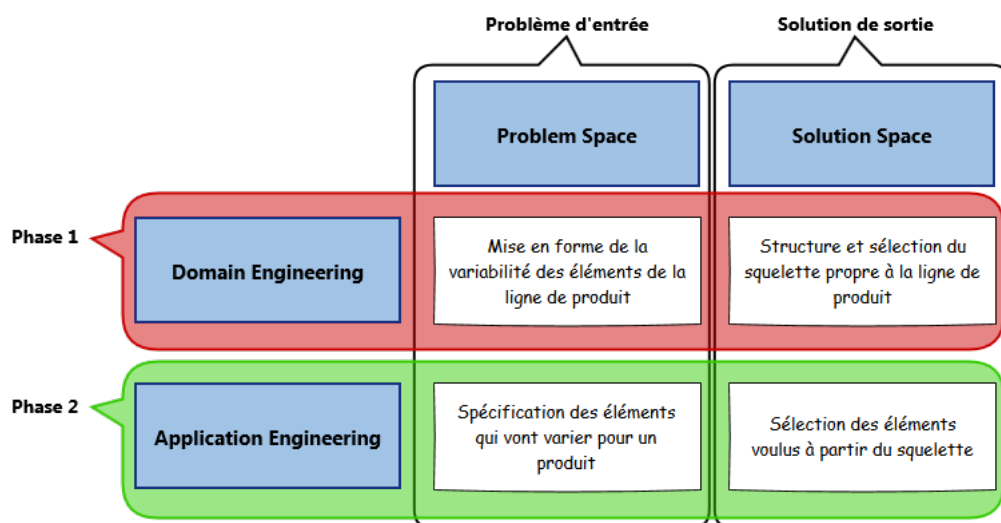 Problème d'entrée
Solution de sortie
Problem Space
Solution Space
Phase 1
Domain Engineering
Mise en forme de la
variabilité des éléments de la
ligne de produit
Structure et sélection du
squelette propre à la ligne de
produit
Phase 2
Application Engineering
Spécification des éléments
qui vont varier pour un
produit
Sélection des éléments
voulus à partir du squelette